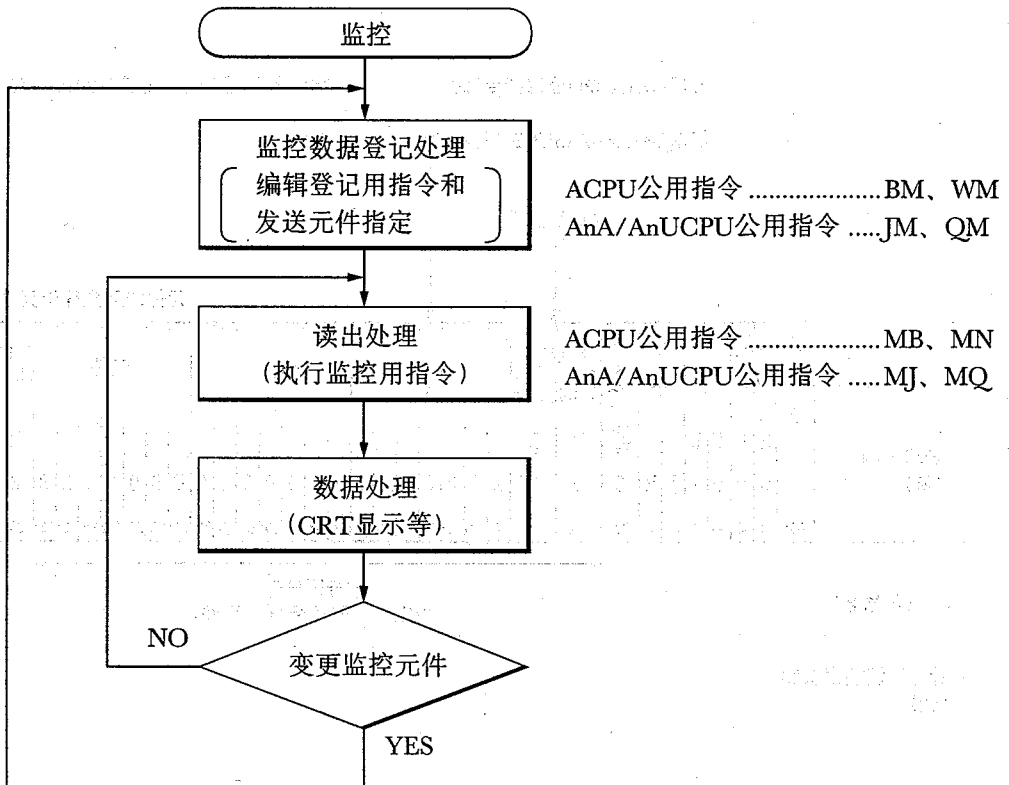 监控
监控数据登记处理
编辑登记用指令和
发送元件指定
ACPU公用指令 ....................BM、WM
AnA/AnUCPU公用指令 .....JM、QM
读出处理
(执行监控用指令)
ACPU公用指令 ....................MB、MN
AnA/AnUCPU公用指令 .....MJ、MQ
数据处理
(CRT显示等)
NO
变更监控元件
YES